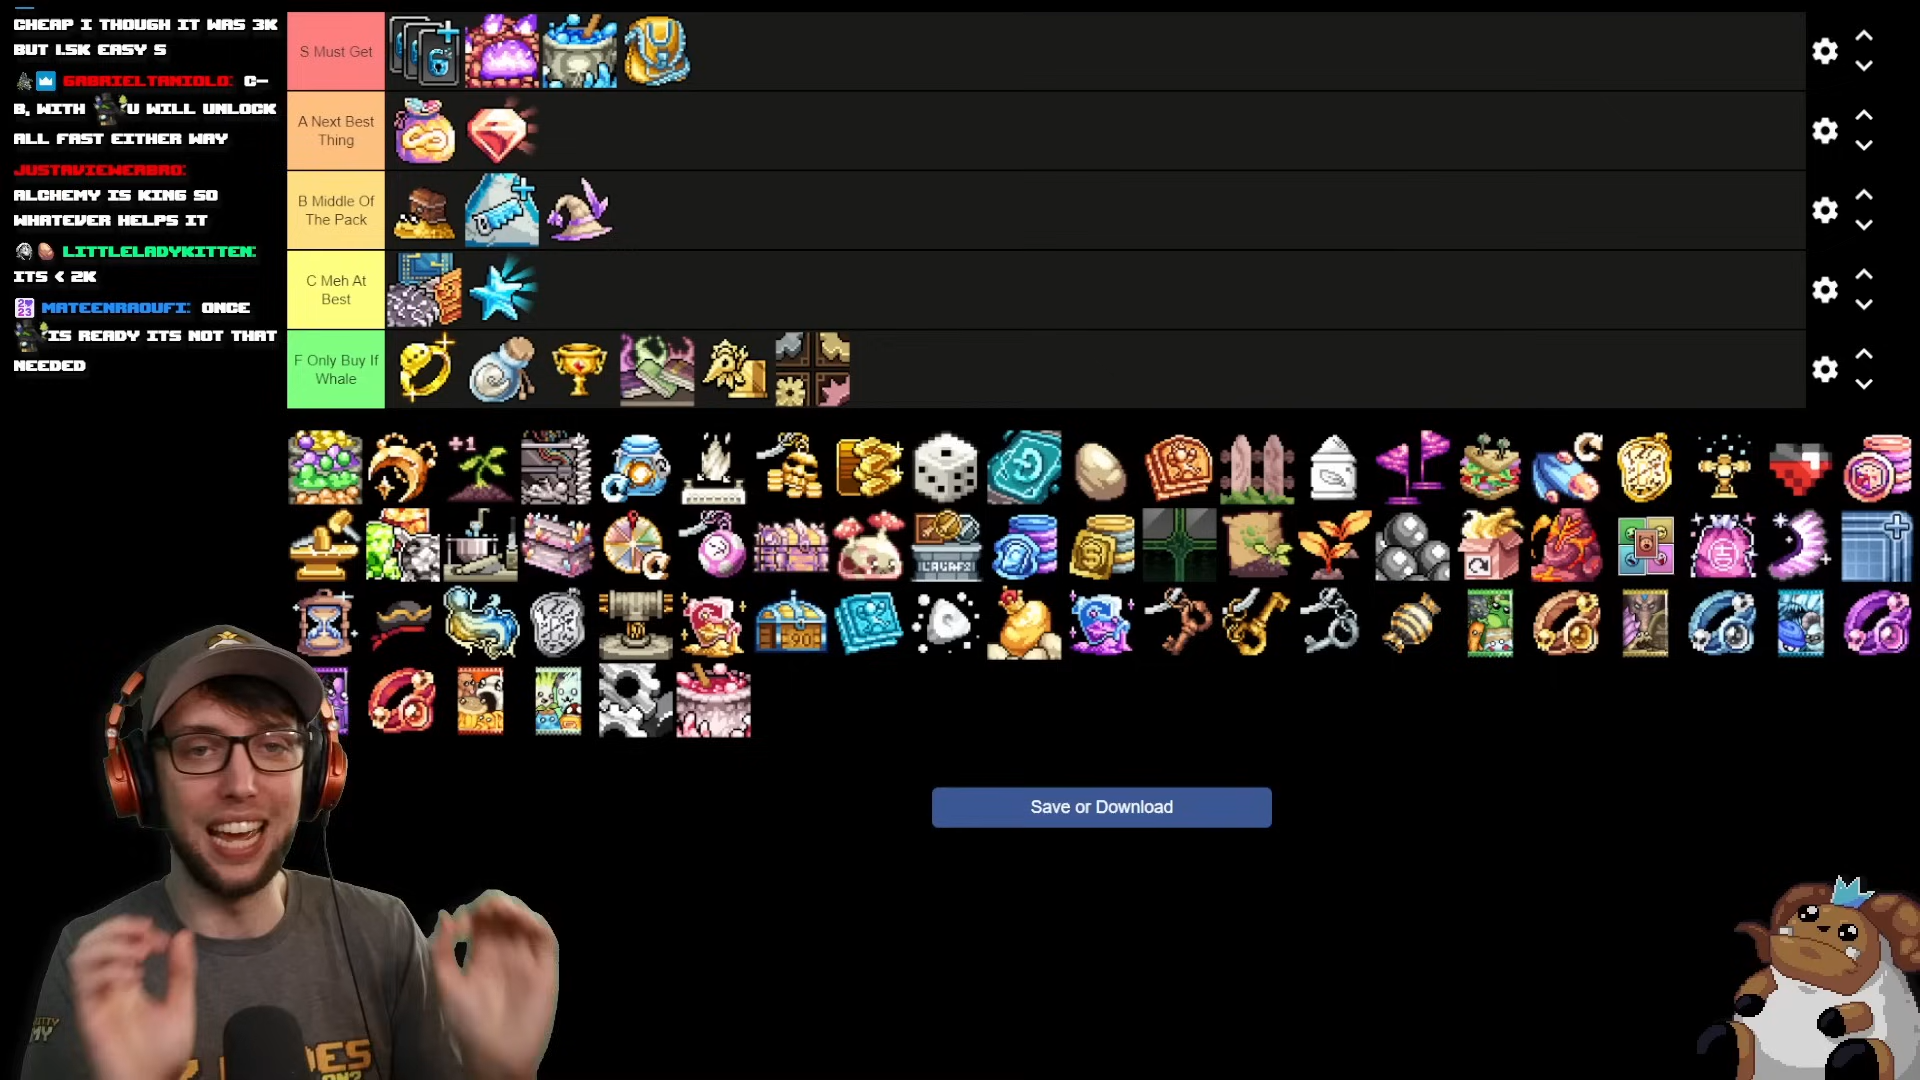 CHEAP I THOUGH IT WAS 3K
BUT 1.5K EASY S
GABRIELTANIOLO: C-
B, WITH U WILL UNLOCK
ALL FAST EITHER WAY
JUSTAVIEWERBRO:
ALCHEMY IS KING SO
WHATEVER HELPS IT
LITTLELADYKITTEN:
ITS < 2K
MATEENRAOUFI: ONCE
IS READY ITS NOT THAT
NEEDED
S Must Get
A Next Best
Thing
B Middle Of
The Pack
C Meh At
Best
F Only Buy If
Whale
+1
90
Save or Download